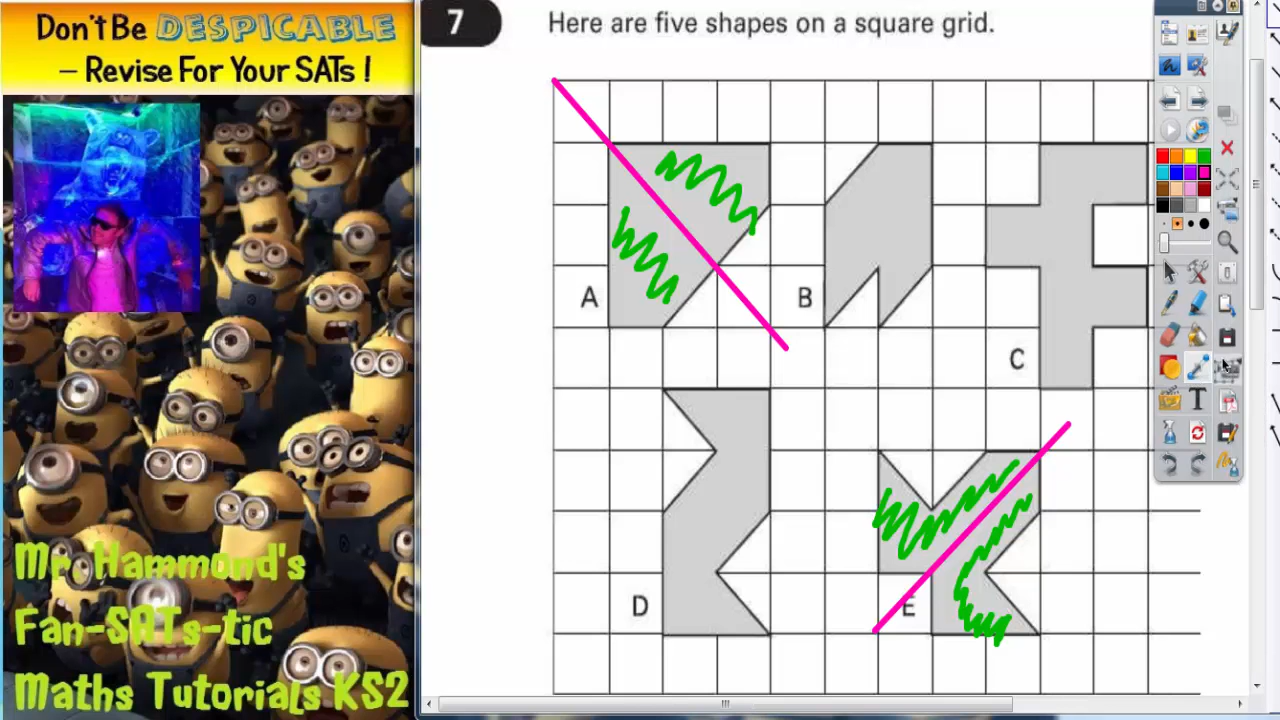 Don't Be DESPICABLE
– Revise For Your SATs !
7 Here are five shapes on a square grid.
A
B
C
D
E
Mr. Hammond's
Fan-SATs-tic
Maths Tutorials KS2
T